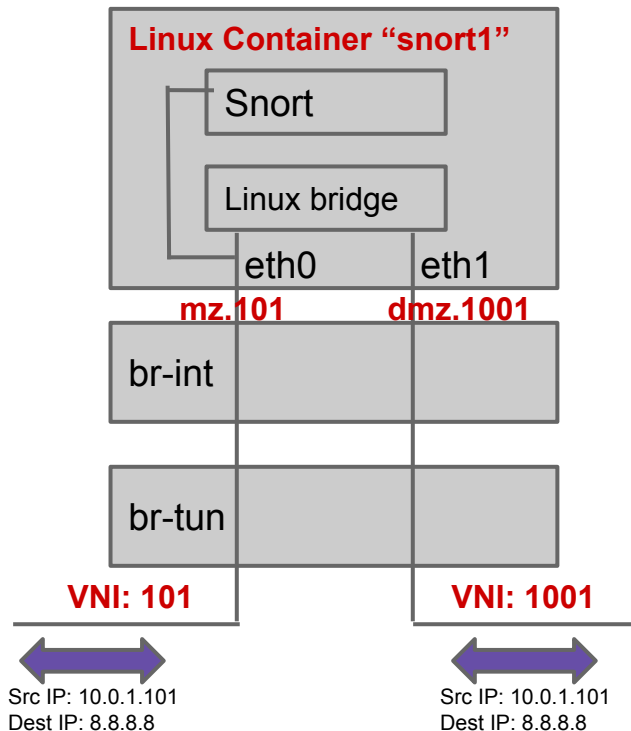 Linux Container “snort1”
Snort
Linux bridge
eth0
eth1
mz.101
dmz.1001
br-int
br-tun
VNI: 101
VNI: 1001
Src IP: 10.0.1.101
Dest IP: 8.8.8.8
Src IP: 10.0.1.101
Dest IP: 8.8.8.8